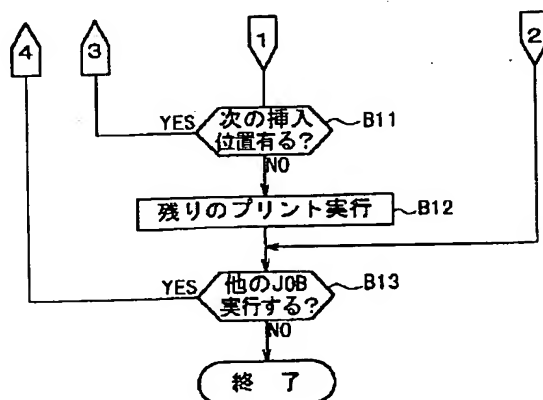 4
3
1
2
次の挿入
位置有る?
B11
YES
NO
残りのプリント実行
B12
他のJOB
実行する?
B13
YES
NO
終 了